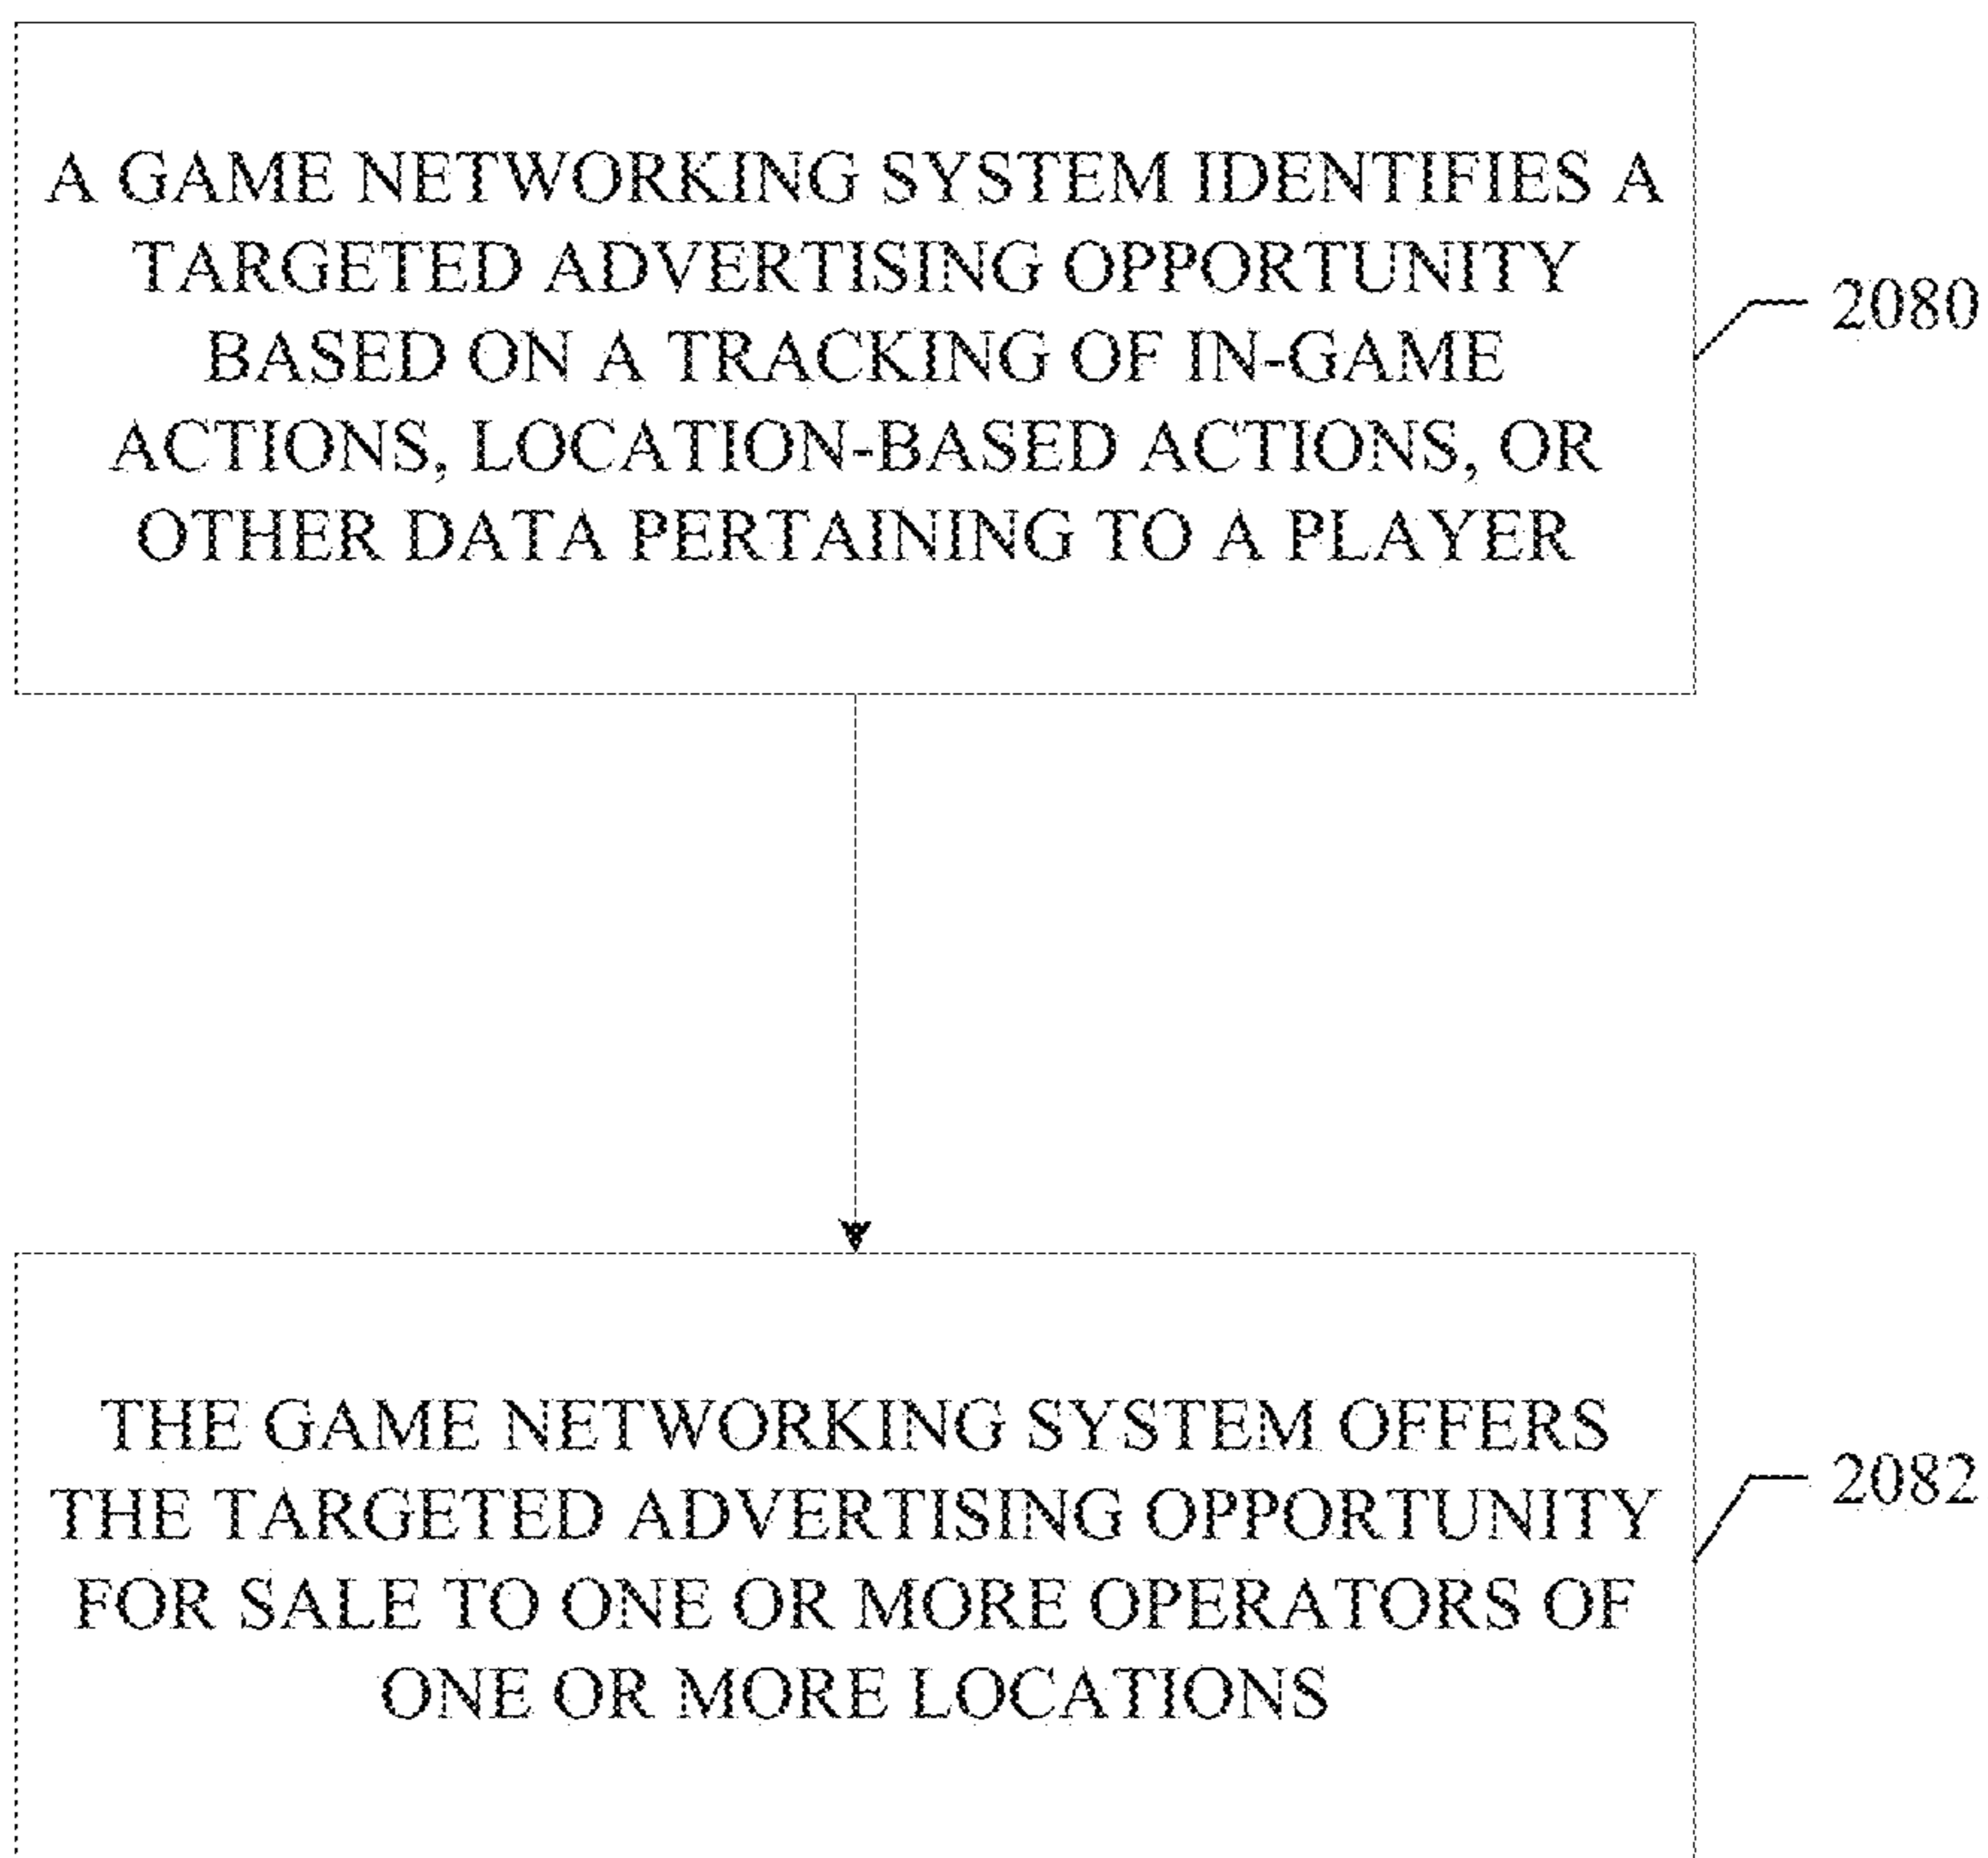 A GAME NETWORKING SYSTEM IDENTIFIES A
TARGETED ADVERTISING OPPORTUNITY
BASED ON A TRACKING OF IN-GAME
ACTIONS, LOCATION-BASED ACTIONS, OR
OTHER DATA PERTAINING TO A PLAYER
2080
THE GAME NETWORKING SYSTEM OFFERS
THE TARGETED ADVERTISING OPPORTUNITY
FOR SALE TO ONE OR MORE OPERATORS OF
ONE OR MORE LOCATIONS
2082